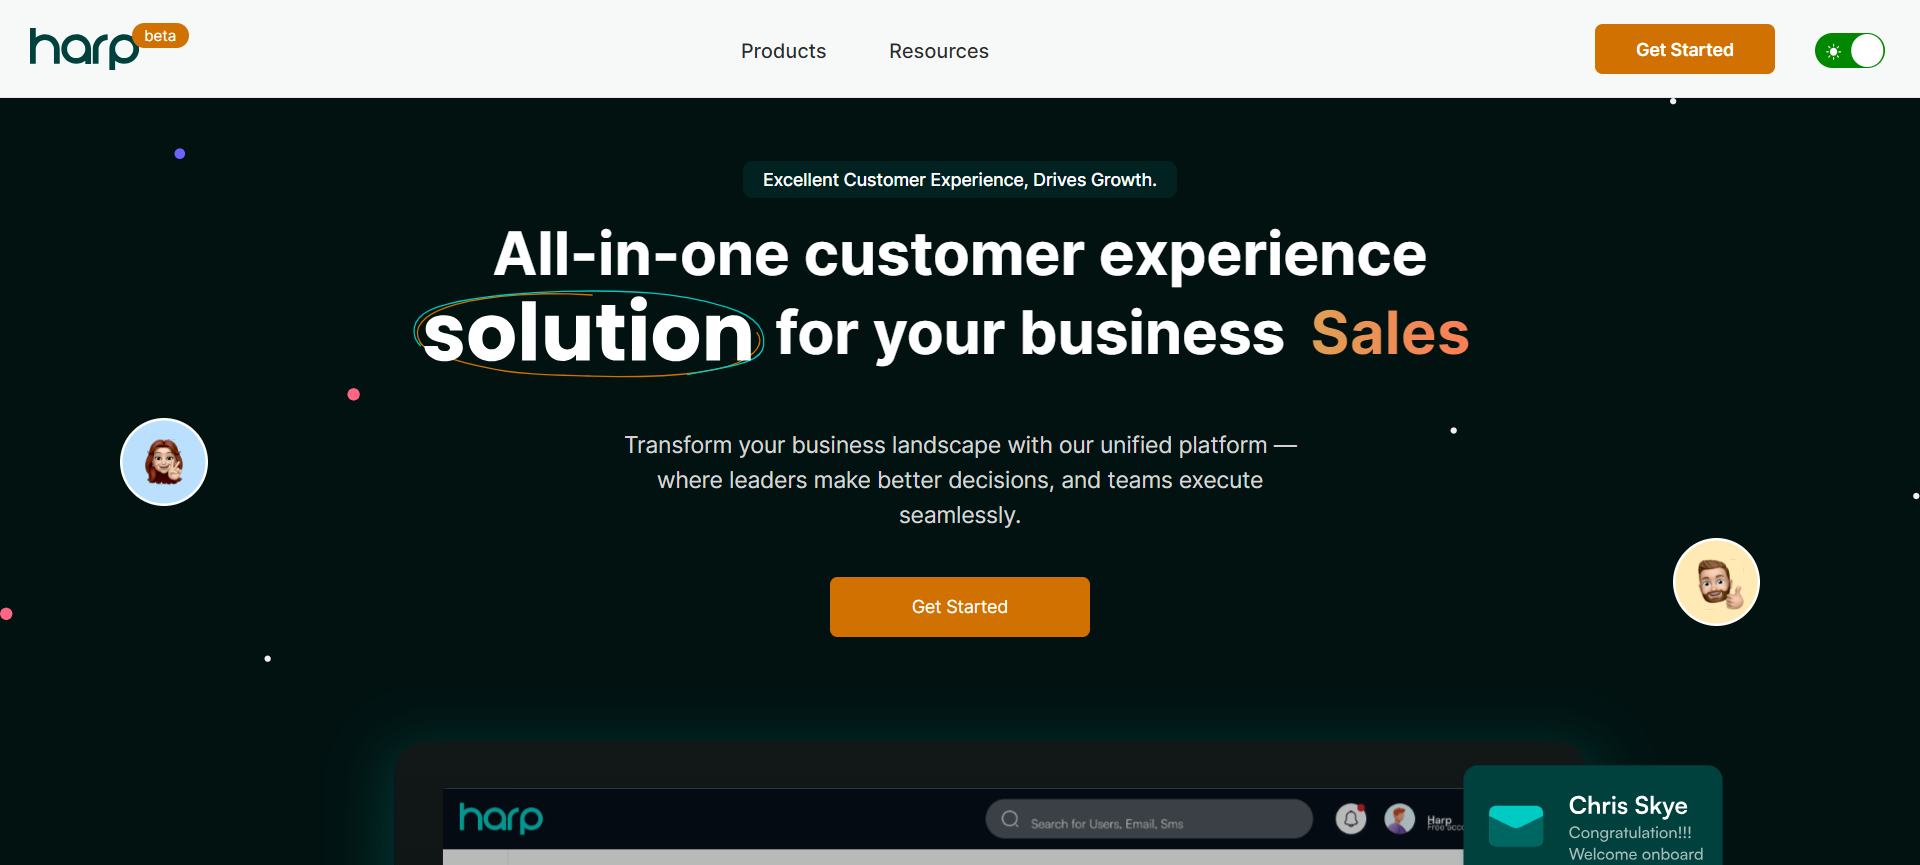 harp beta
Products
Resources
Get Started
Excellent Customer Experience, Drives Growth.
All-in-one customer experience
solution for your business Sales
Transform your business landscape with our unified platform —
where leaders make better decisions, and teams execute
seamlessly.
Get Started
harp
Search for Users, Email, Sms
Harp
Chris Skye
Congratulation!!!
Welcome onboard